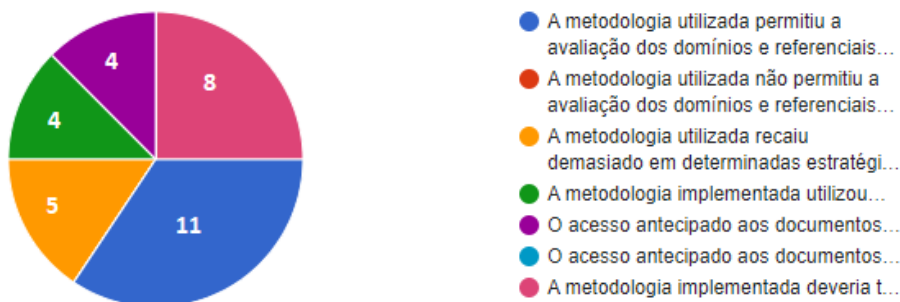 4
8
4
5
11
A metodologia utilizada permitiu a
avaliação dos domínios e referenciais…
A metodologia utilizada não permitiu a
avaliação dos domínios e referenciais…
A metodologia utilizada recaiu
demasiado em determinadas estratégi…
A metodologia implementada utilizou…
O acesso antecipado aos documentos…
O acesso antecipado aos documentos…
A metodologia implementada deveria t…